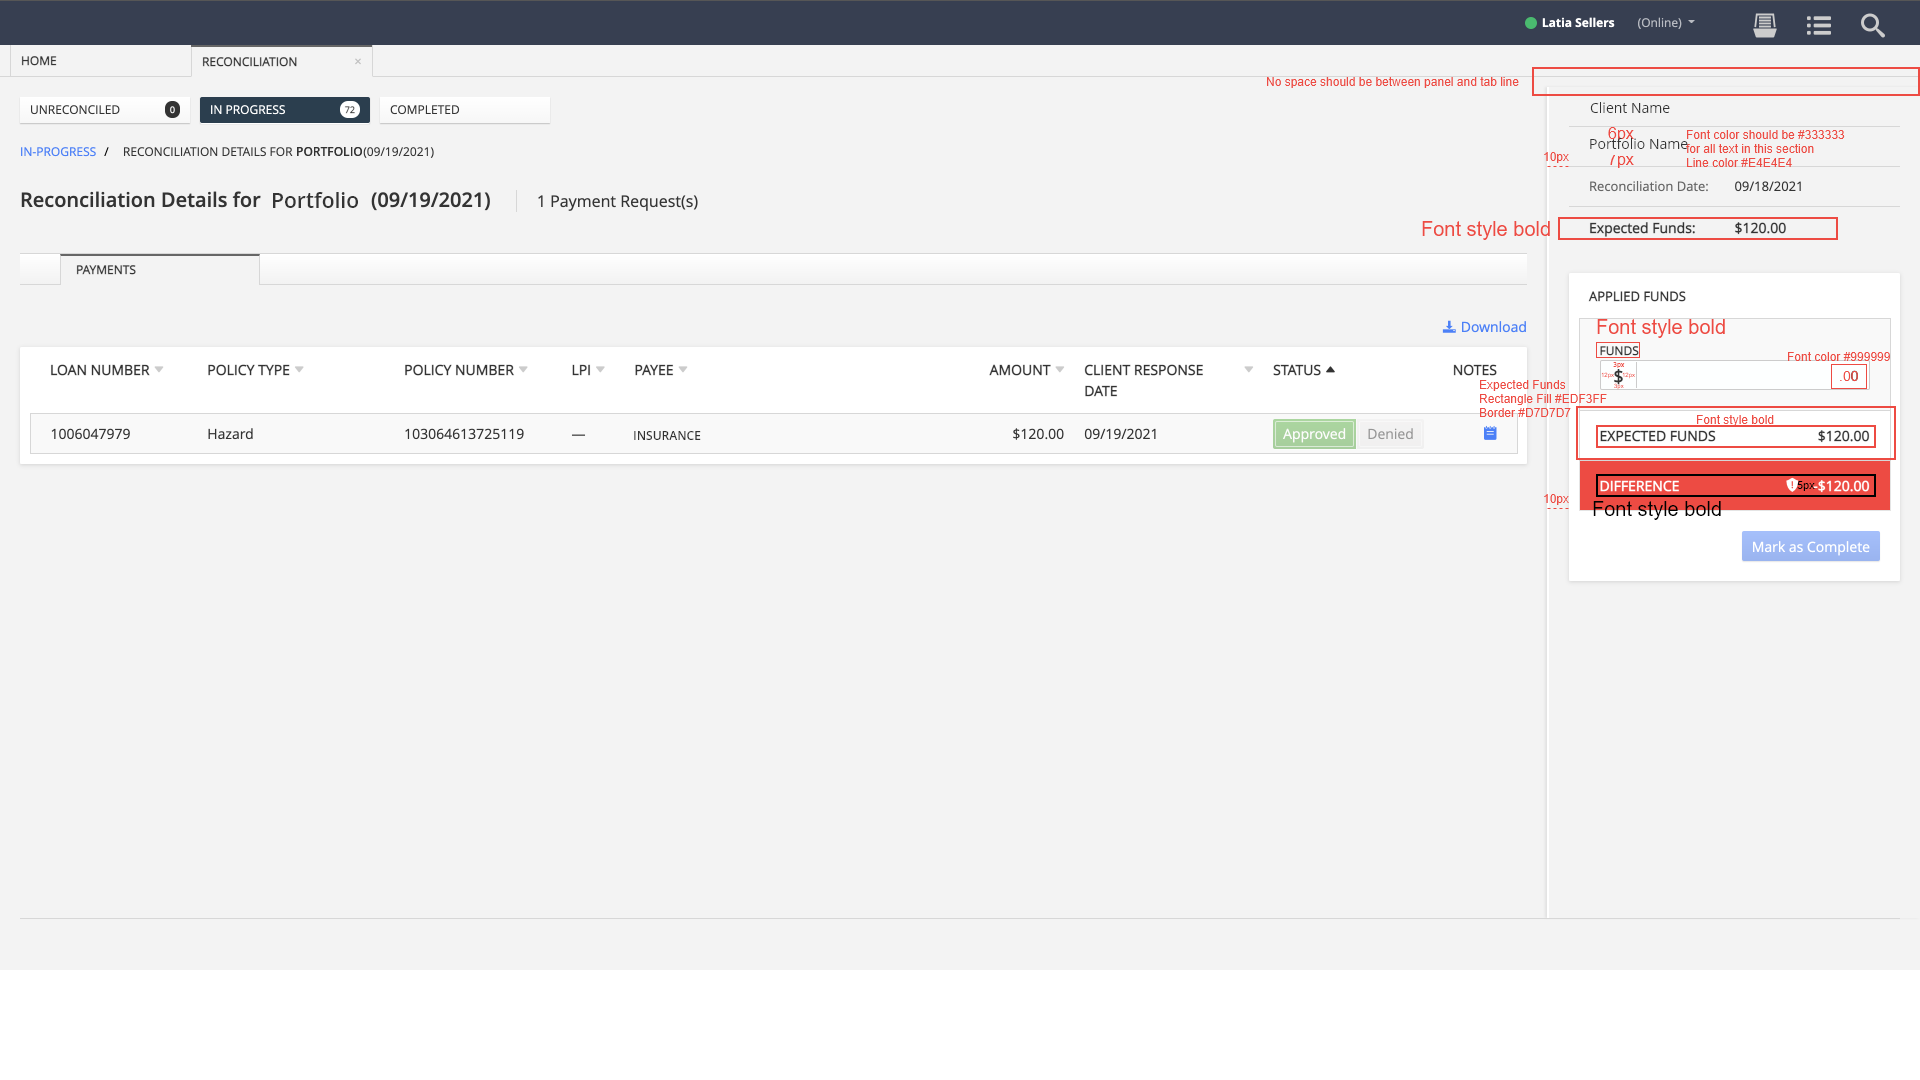 Latia Sellers (Online)
HOME
RECONCILIATION ×
No space should be between panel and tab line
UNRECONCILED 0
IN PROGRESS 72
COMPLETED
IN-PROGRESS / RECONCILIATION DETAILS FOR PORTFOLIO(09/19/2021)
Reconciliation Details for Portfolio (09/19/2021)
1 Payment Request(s)
PAYMENTS
Download
LOAN NUMBER POLICY TYPE POLICY NUMBER LPI PAYEE AMOUNT CLIENT RESPONSE DATE STATUS NOTES
1006047979 Hazard 103064613725119 — INSURANCE $120.00 09/19/2021 Approved Denied
Client Name
6px
Portfolio Name
7px
10px
Font color should be #333333
for all text in this section
Line color #E4E4E4
Reconciliation Date: 09/18/2021
Font style bold
Expected Funds: $120.00
APPLIED FUNDS
Font style bold
FUNDS
Font color #999999
3px
12px $ 12px
3px
.00
Expected Funds
Rectangle Fill #EDF3FF
Border #D7D7D7
Font style bold
EXPECTED FUNDS $120.00
10px
DIFFERENCE 5px -$120.00
Font style bold
Mark as Complete